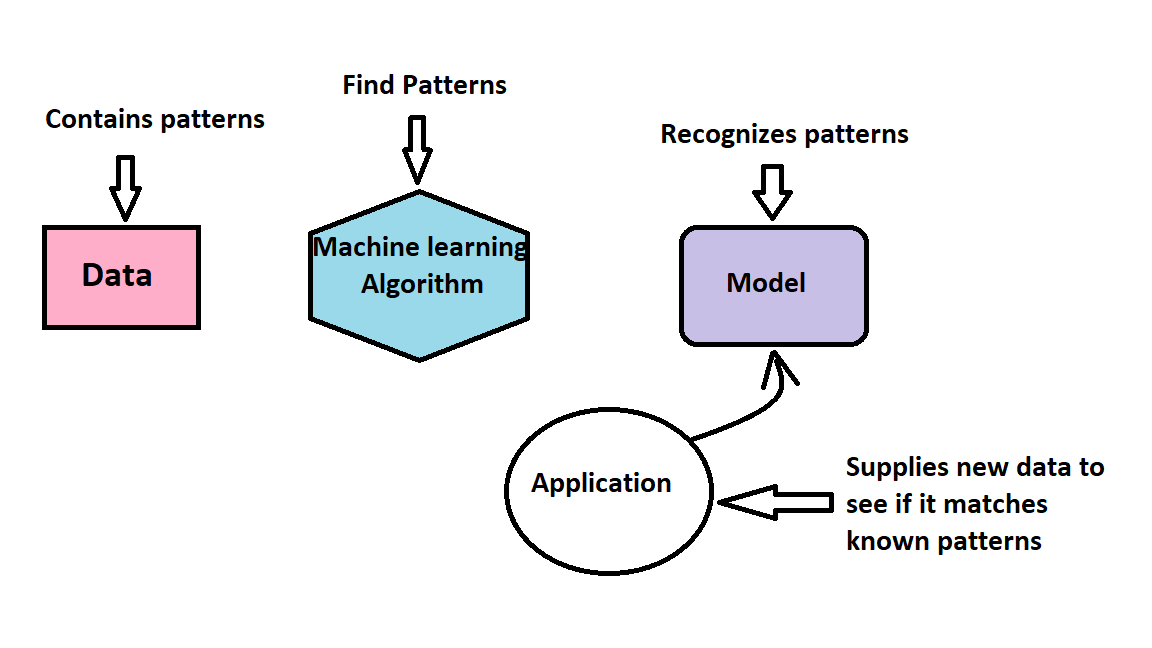 Contains patterns
Find Patterns
Recognizes patterns
Data
Machine learning
Algorithm
Model
Application
Supplies new data to
see if it matches
known patterns